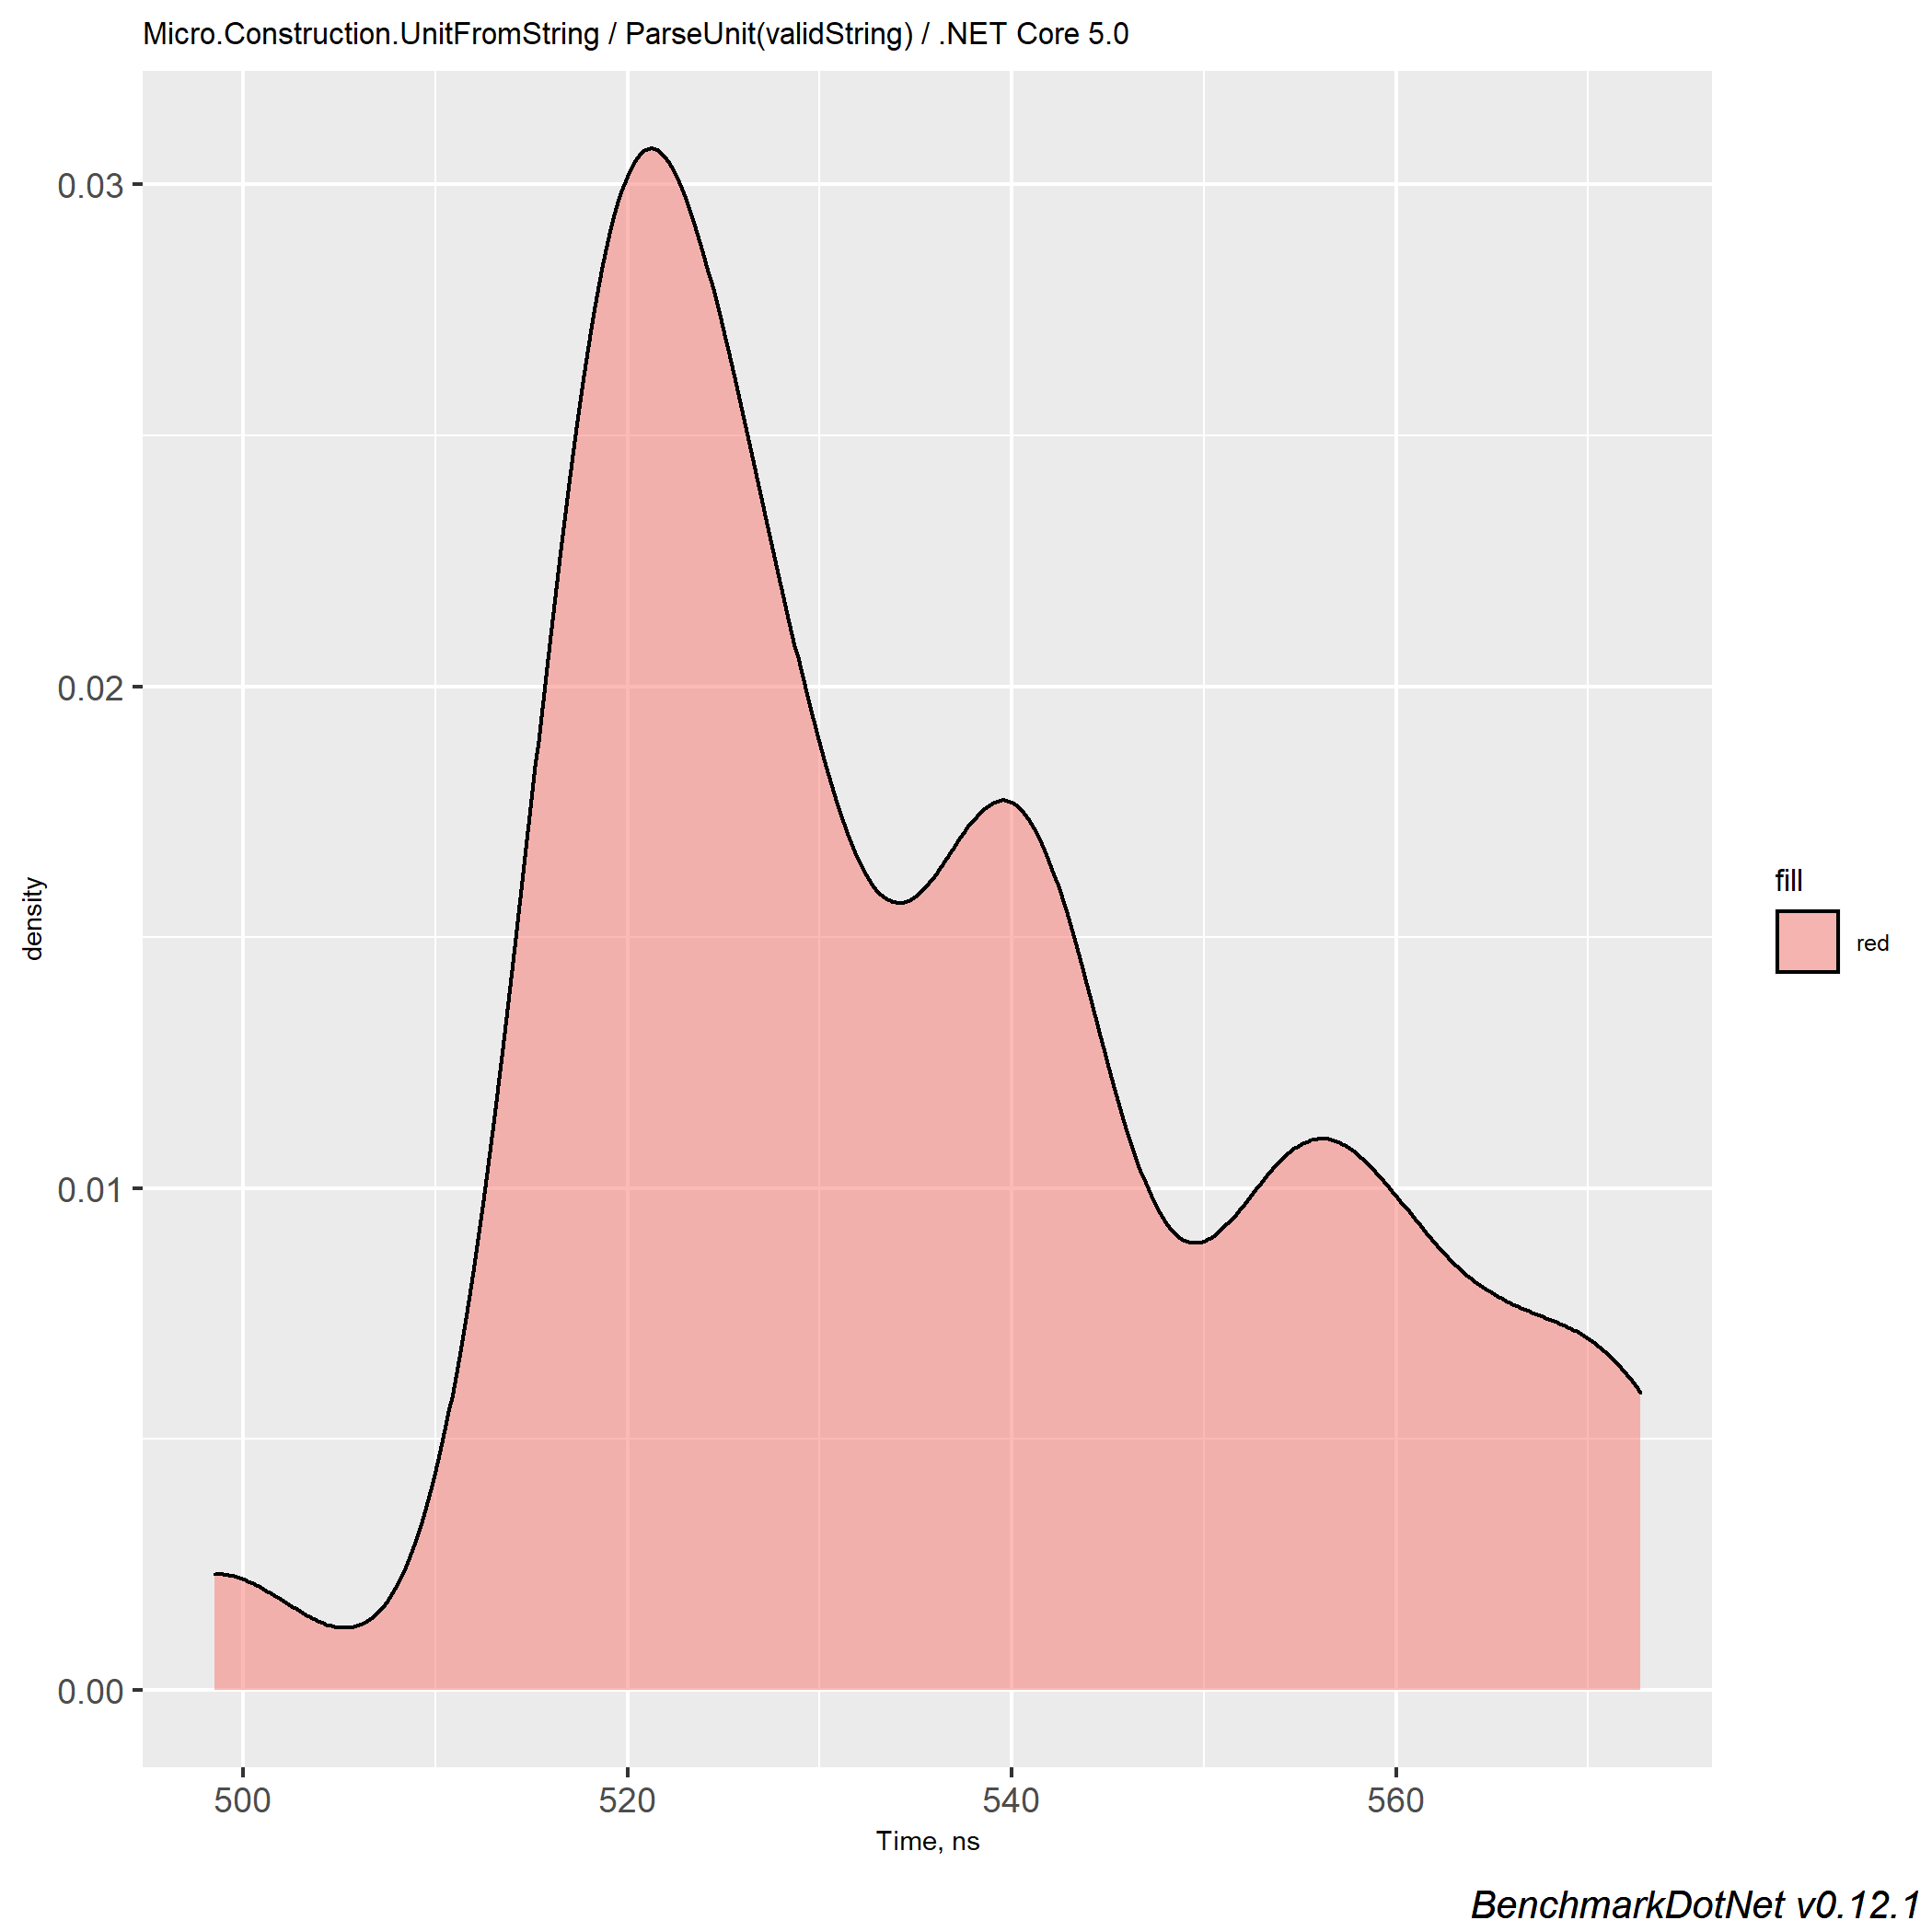 Micro.Construction.UnitFromString / ParseUnit(validString) / .NET Core 5.0
0.03
0.02
0.01
0.00
density
500 520 540 560
Time, ns
fill
red
BenchmarkDotNet v0.12.1